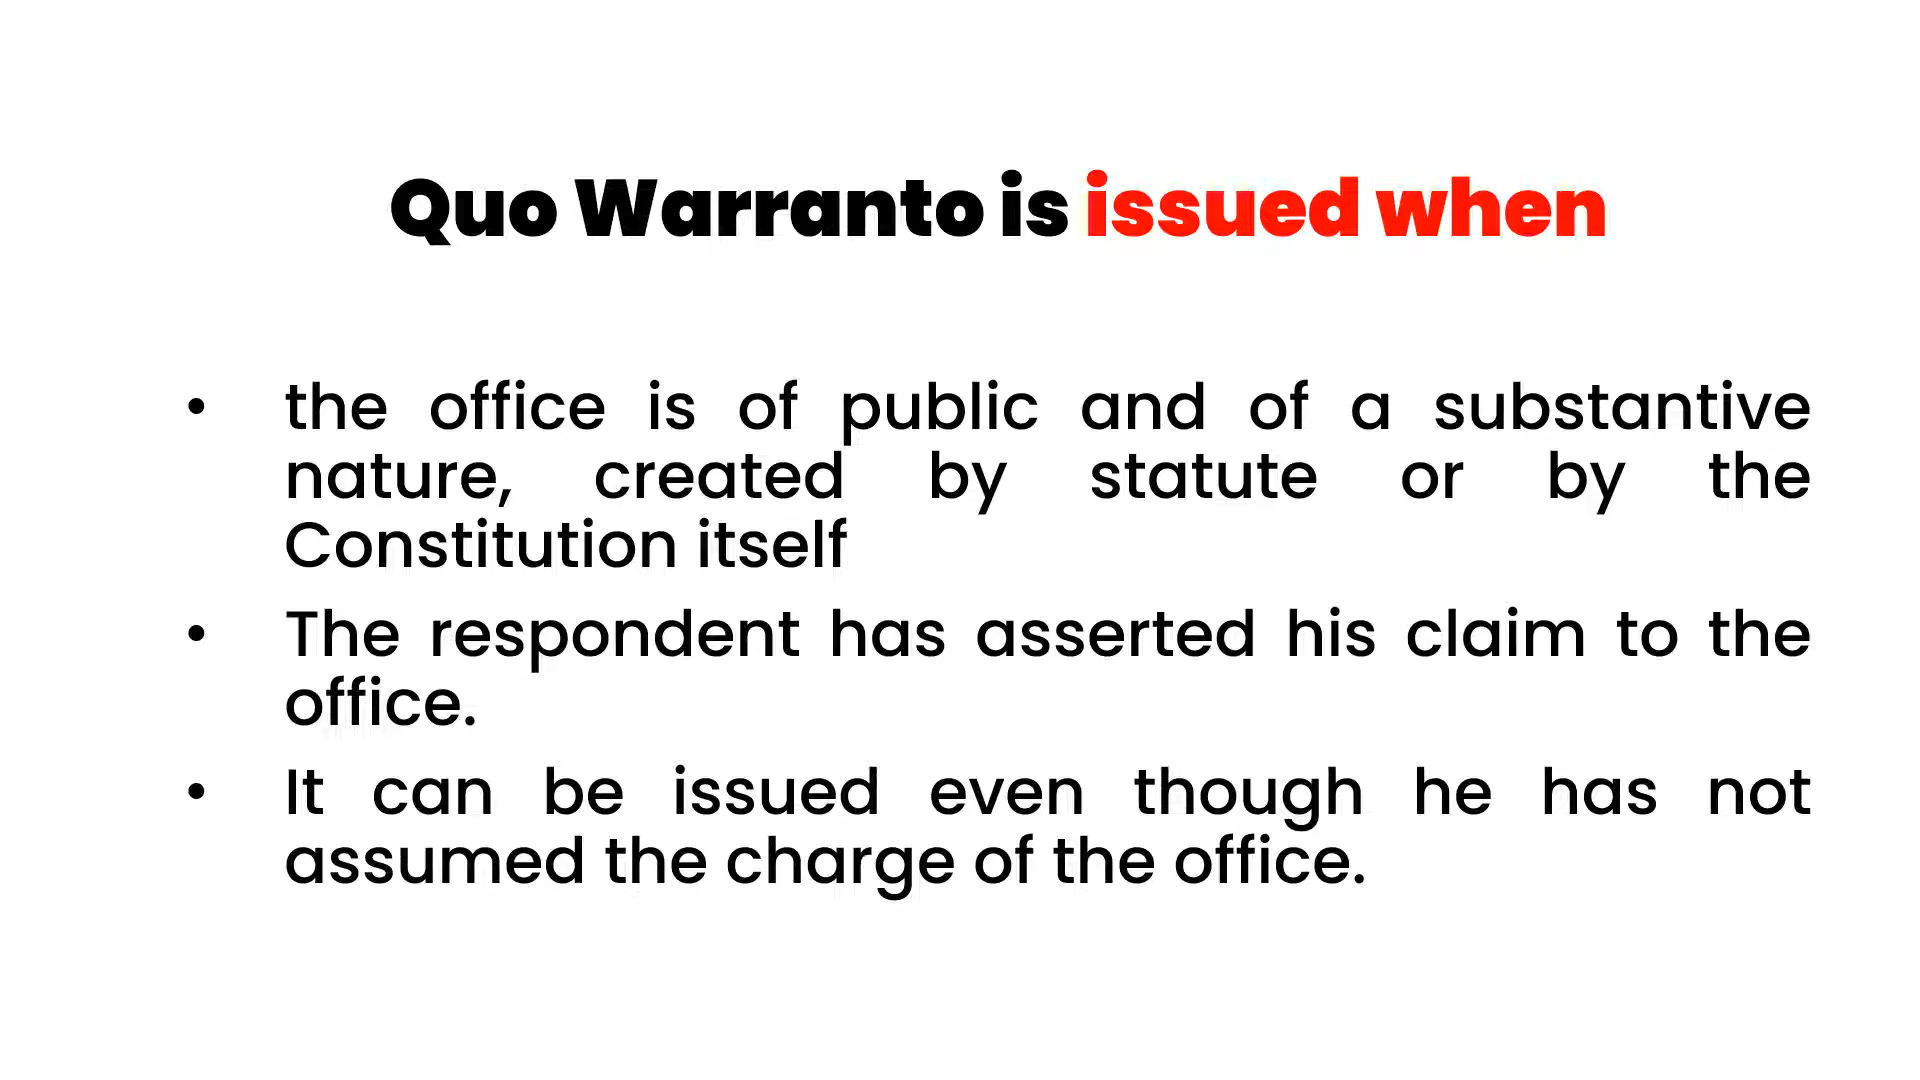 Quo Warranto is issued when
• the office is of public and of a substantive
nature, created by statute or by the
Constitution itself
• The respondent has asserted his claim to the
office.
• It can be issued even though he has not
assumed the charge of the office.